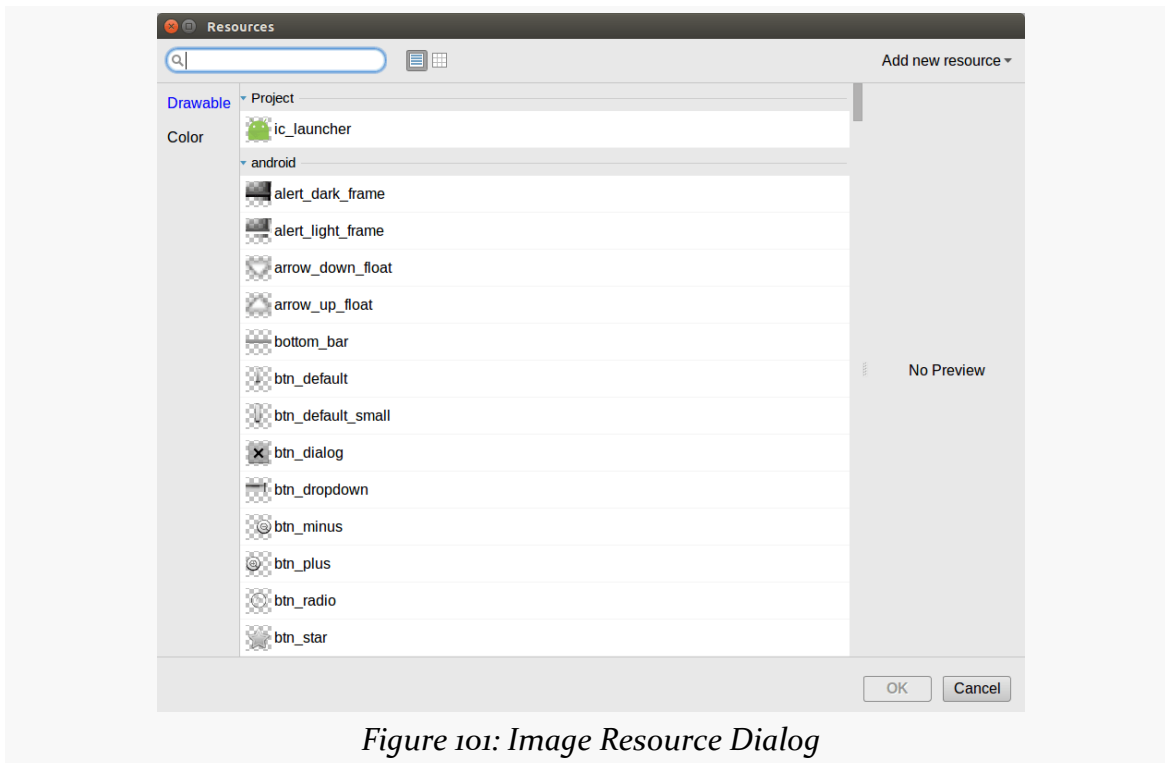 Resources
Add new resource
Drawable
Color
Project
ic_launcher
android
alert_dark_frame
alert_light_frame
arrow_down_float
arrow_up_float
bottom_bar
btn_default
btn_default_small
btn_dialog
btn_dropdown
btn_minus
btn_plus
btn_radio
btn_star
No Preview
OK
Cancel
Figure 101: Image Resource Dialog